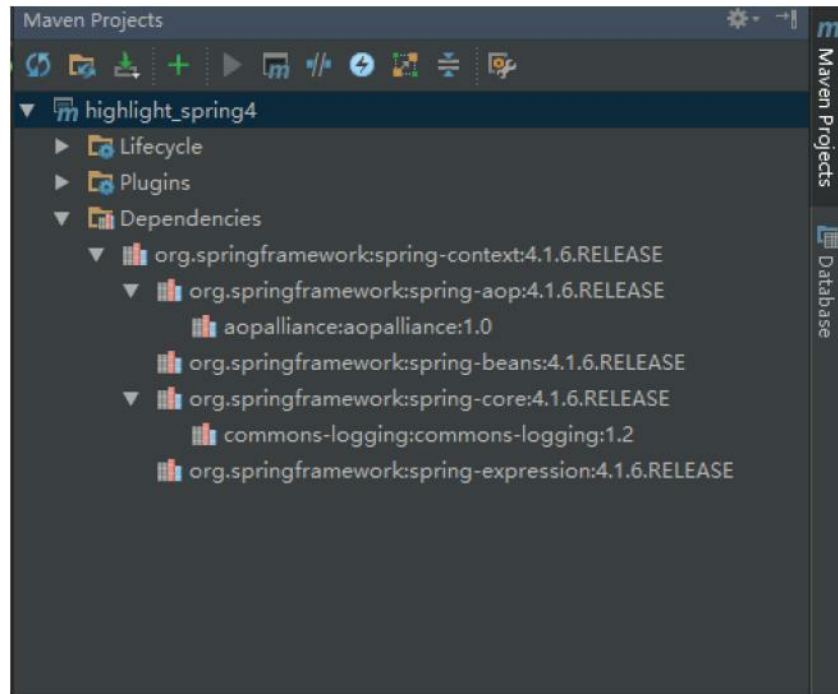 Maven Projects
highlight_spring4
Lifecycle
Plugins
Dependencies
org.springframework:spring-context:4.1.6.RELEASE
org.springframework:spring-aop:4.1.6.RELEASE
aopalliance:aopalliance:1.0
org.springframework:spring-beans:4.1.6.RELEASE
org.springframework:spring-core:4.1.6.RELEASE
commons-logging:commons-logging:1.2
org.springframework:spring-expression:4.1.6.RELEASE
Maven Projects
Database